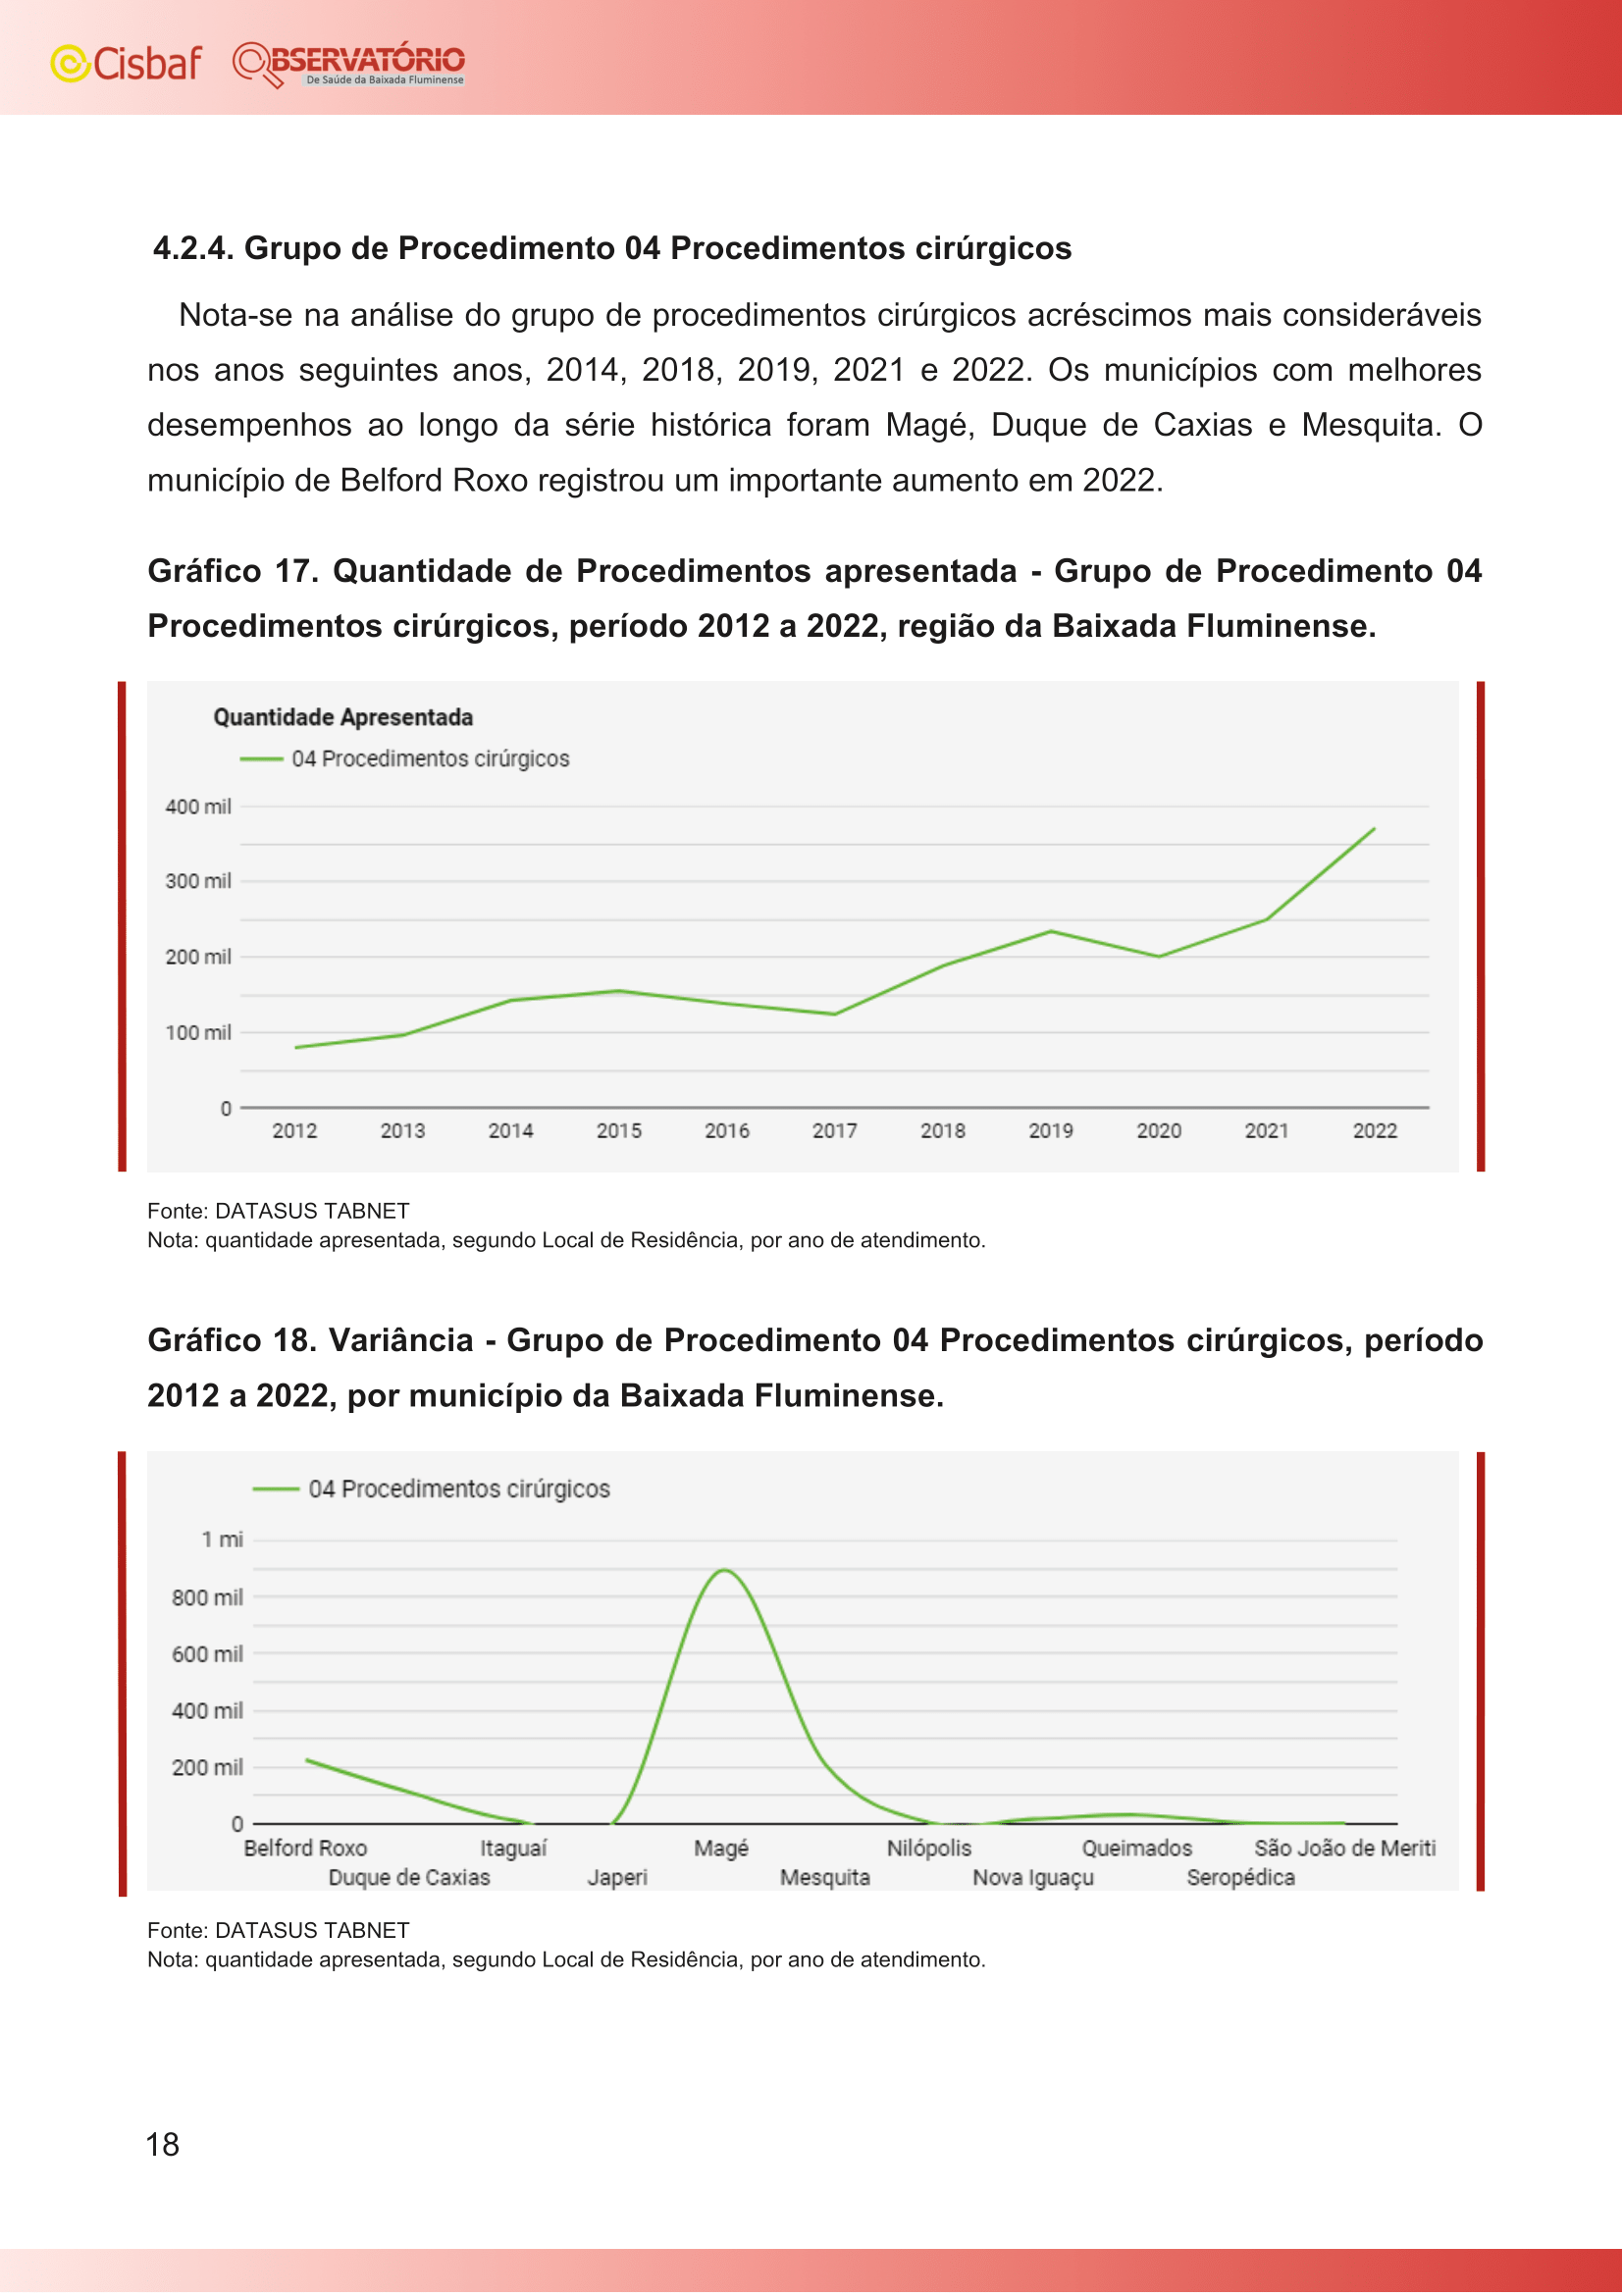 Cisbaf OBSERVATÓRIO
De Saúde da Baixada Fluminense
4.2.4. Grupo de Procedimento 04 Procedimentos cirúrgicos
Nota-se na análise do grupo de procedimentos cirúrgicos acréscimos mais consideráveis
nos anos seguintes anos, 2014, 2018, 2019, 2021 e 2022. Os municípios com melhores
desempenhos ao longo da série histórica foram Magé, Duque de Caxias e Mesquita. O
município de Belford Roxo registrou um importante aumento em 2022.
Gráfico 17. Quantidade de Procedimentos apresentada - Grupo de Procedimento 04
Procedimentos cirúrgicos, período 2012 a 2022, região da Baixada Fluminense.
Quantidade Apresentada
04 Procedimentos cirúrgicos
400 mil
300 mil
200 mil
100 mil
0
2012 2013 2014 2015 2016 2017 2018 2019 2020 2021 2022
Fonte: DATASUS TABNET
Nota: quantidade apresentada, segundo Local de Residência, por ano de atendimento.
Gráfico 18. Variância - Grupo de Procedimento 04 Procedimentos cirúrgicos, período
2012 a 2022, por município da Baixada Fluminense.
04 Procedimentos cirúrgicos
1 mi
800 mil
600 mil
400 mil
200 mil
0
Belford Roxo Itaguaí Magé Nilópolis Queimados São João de Meriti
Duque de Caxias Japeri Mesquita Nova Iguaçu Seropédica
Fonte: DATASUS TABNET
Nota: quantidade apresentada, segundo Local de Residência, por ano de atendimento.
18